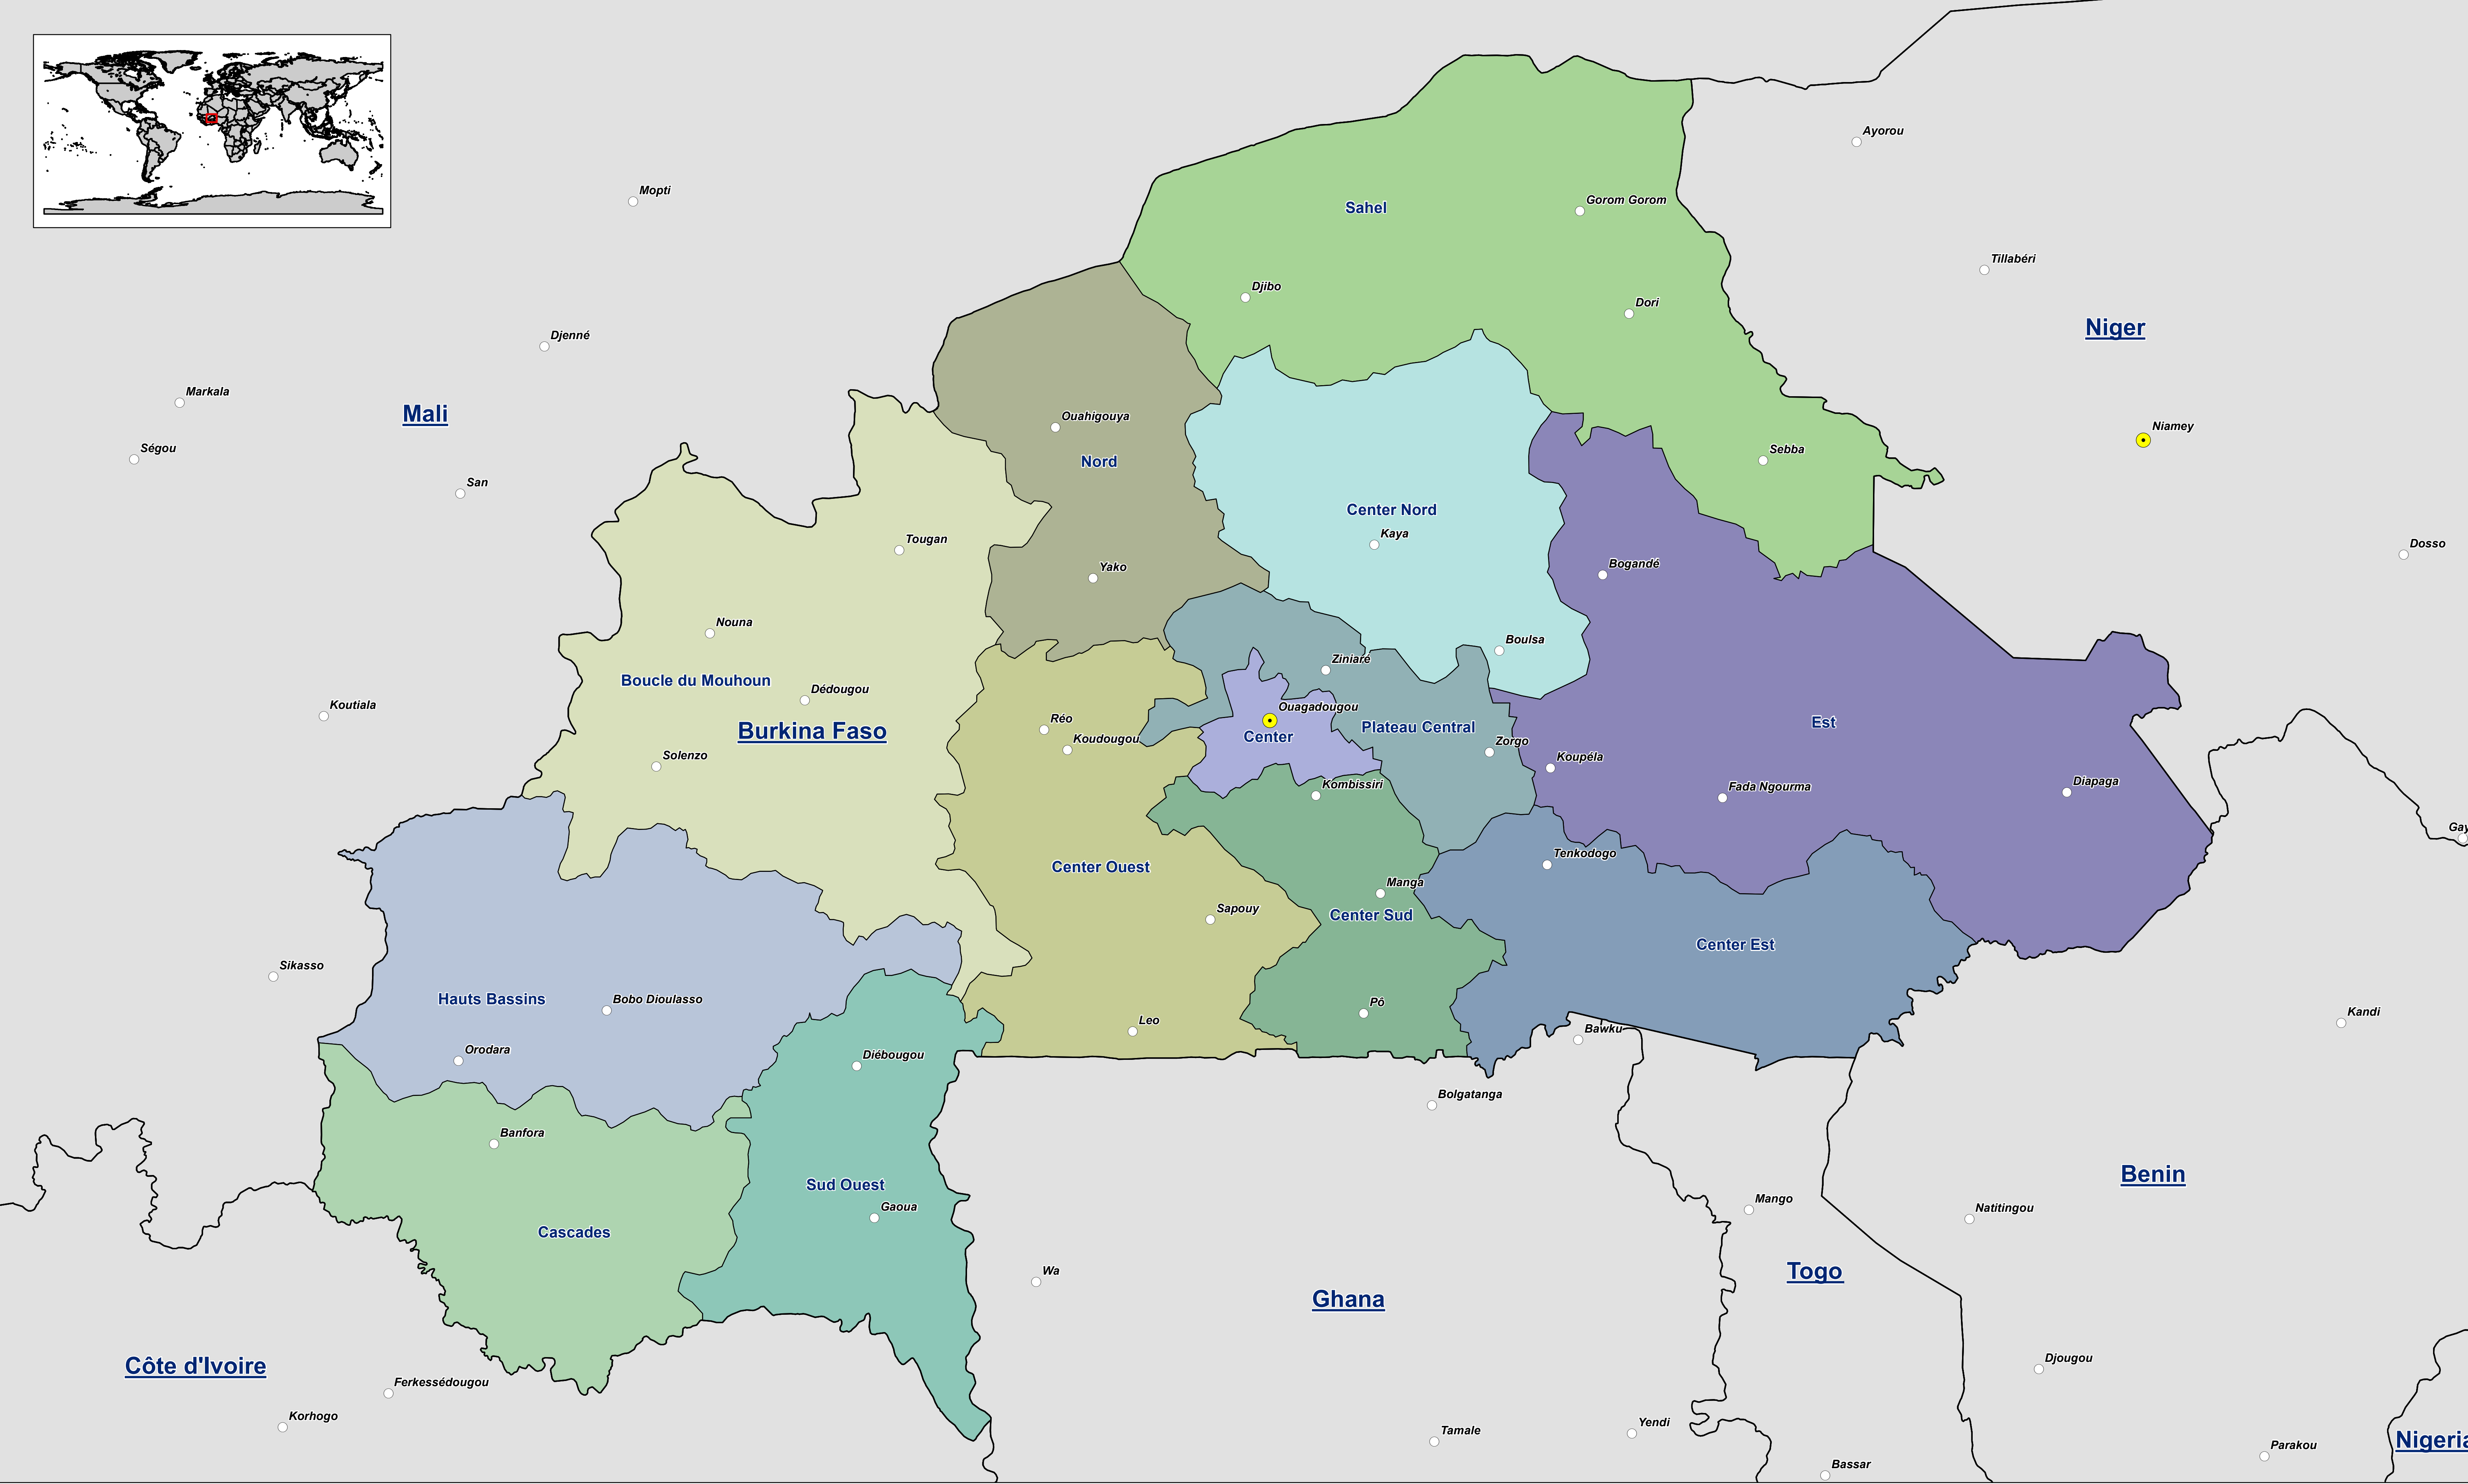 Ayorou
Mopti
Gorom Gorom
Sahel
Tillabéri
Djibo
Dori
Niger
Djenné
Markala
Mali
Ouahigouya
Niamey
Ségou
Sebba
Nord
San
Center Nord
Kaya
Tougan
Dosso
Bogandé
Yako
Nouna
Boulsa
Ziniaré
Boucle du Mouhoun
Dédougou
Koutiala
Ouagadougou
Réo
Est
Plateau Central
Burkina Faso
Center
Koudougou
Zorgo
Solenzo
Koupéla
Diapaga
Kombissiri
Fada Ngourma
Gay
Tenkodogo
Center Ouest
Manga
Sapouy
Center Sud
Center Est
Sikasso
Hauts Bassins
Bobo Dioulasso
Pô
Kandi
Leo
Bawku
Orodara
Diébougou
Bolgatanga
Banfora
Benin
Sud Ouest
Mango
Gaoua
Natitingou
Cascades
Wa
Togo
Ghana
Djougou
Côte d'Ivoire
Ferkessédougou
Korhogo
Yendi
Tamale
Nigeria
Parakou
Bassar